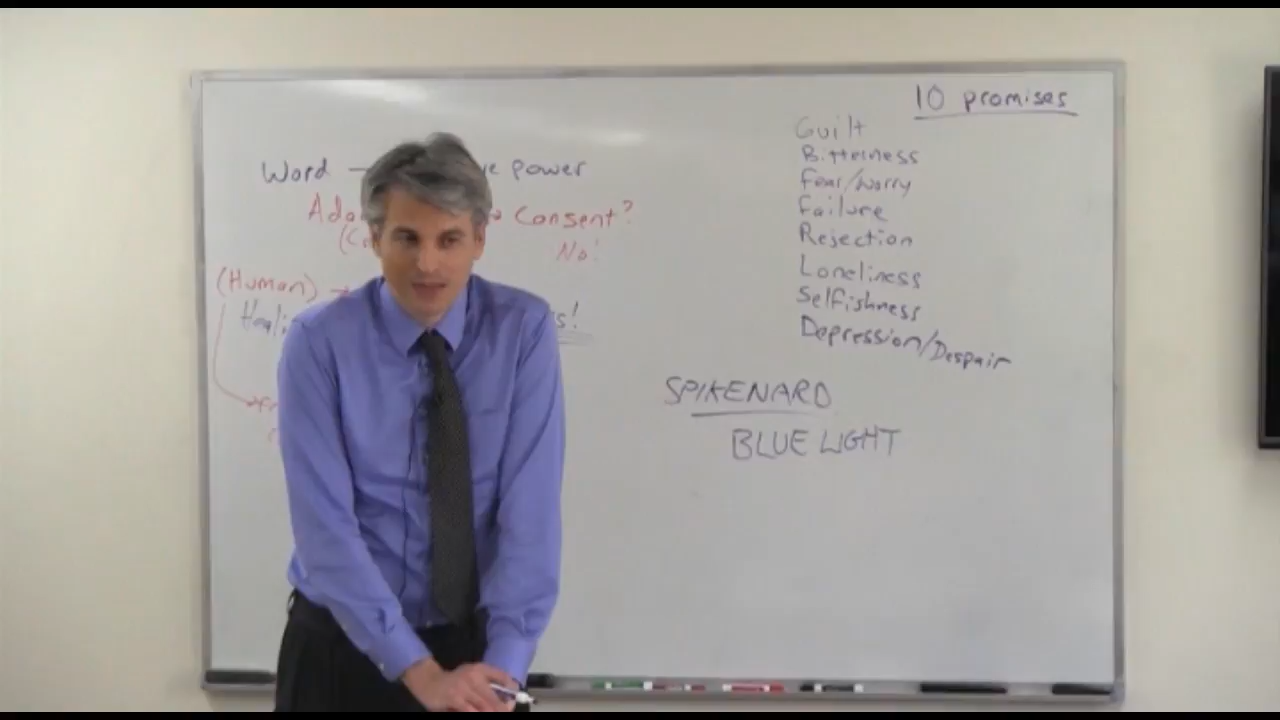 10 promises
Word → power
Consent?
No!
(Human) →
Guilt
Bitterness
Fear/Worry
Failure
Rejection
Loneliness
Selfishness
Depression/Despair
SPIKENARD
BLUE LIGHT